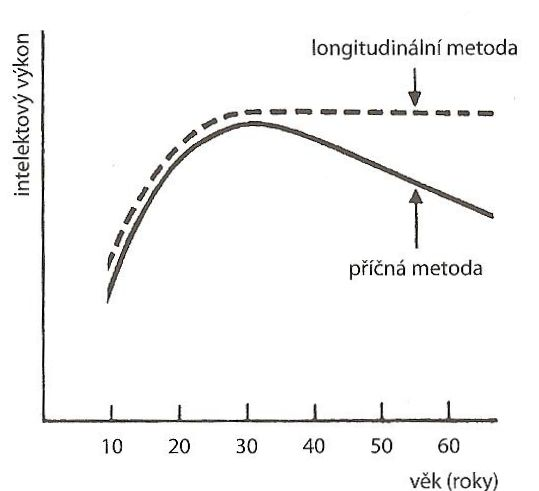 intelektový výkon
longitudinální metoda
příčná metoda
10 20 30 40 50 60
věk (roky)